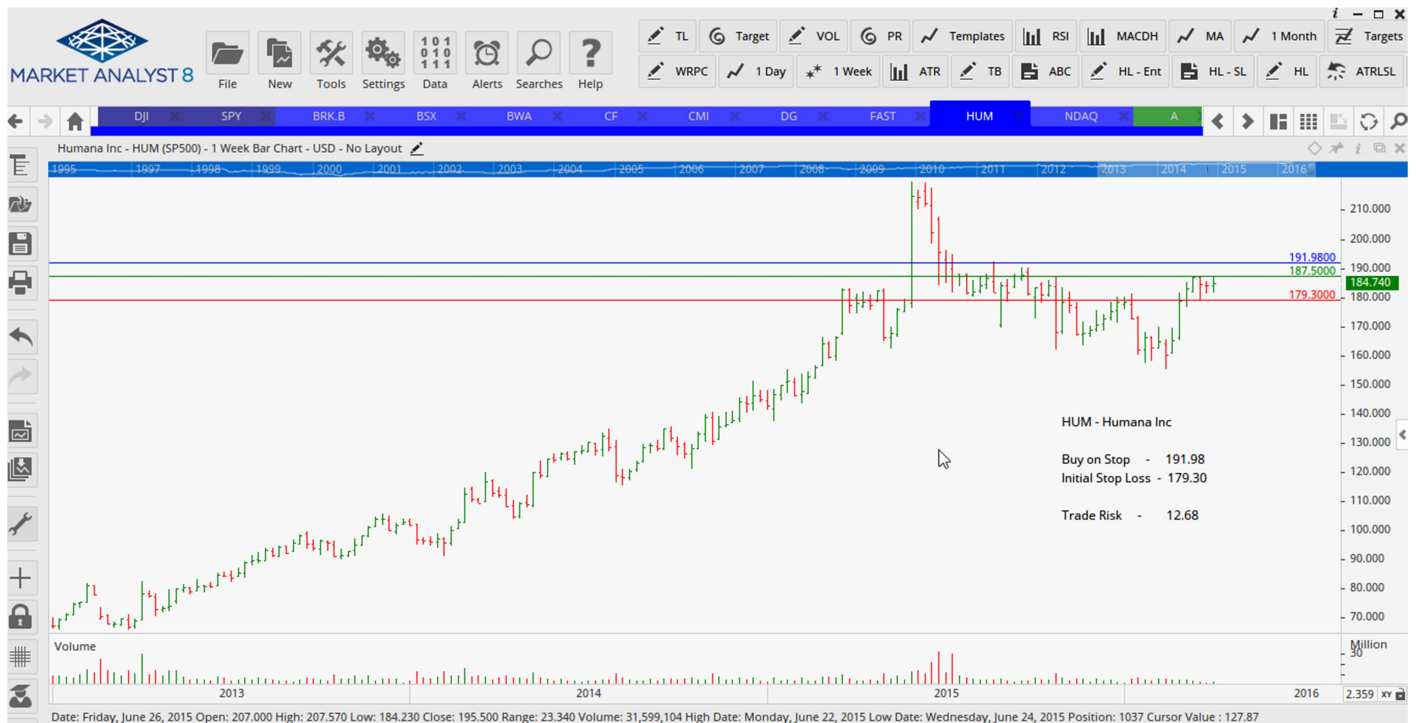 MARKET ANALYST 8
File New Tools Settings Data Alerts Searches Help
101
010
111
TL Target VOL PR Templates RSI MACDH MA 1 Month Targets
WRPC 1 Day 1 Week ATR TB ABC HL - Ent HL - SL HL ATRLSL
DJI SPY BRK.B BSX BWA CF CMI DG FAST HUM NDAQ A
Humana Inc - HUM (SP500) - 1 Week Bar Chart - USD - No Layout
1995 1997 1998 1999 2000 2001 2002 2003 2004 2005 2006 2007 2008 2009 2010 2011 2012 2013 2014 2015 2016
210.000
200.000
191.9800
190.000
187.5000
184.740
179.3000
180.000
170.000
160.000
150.000
140.000
130.000
120.000
110.000
100.000
90.000
80.000
70.000
HUM - Humana Inc
Buy on Stop - 191.98
Initial Stop Loss - 179.30
Trade Risk - 12.68
Volume
Million
30
2013 2014 2015 2016
2.359 XY
Date: Friday, June 26, 2015 Open: 207.000 High: 207.570 Low: 184.230 Close: 195.500 Range: 23.340 Volume: 31,599,104 High Date: Monday, June 22, 2015 Low Date: Wednesday, June 24, 2015 Position: 1037 Cursor Value : 127.87